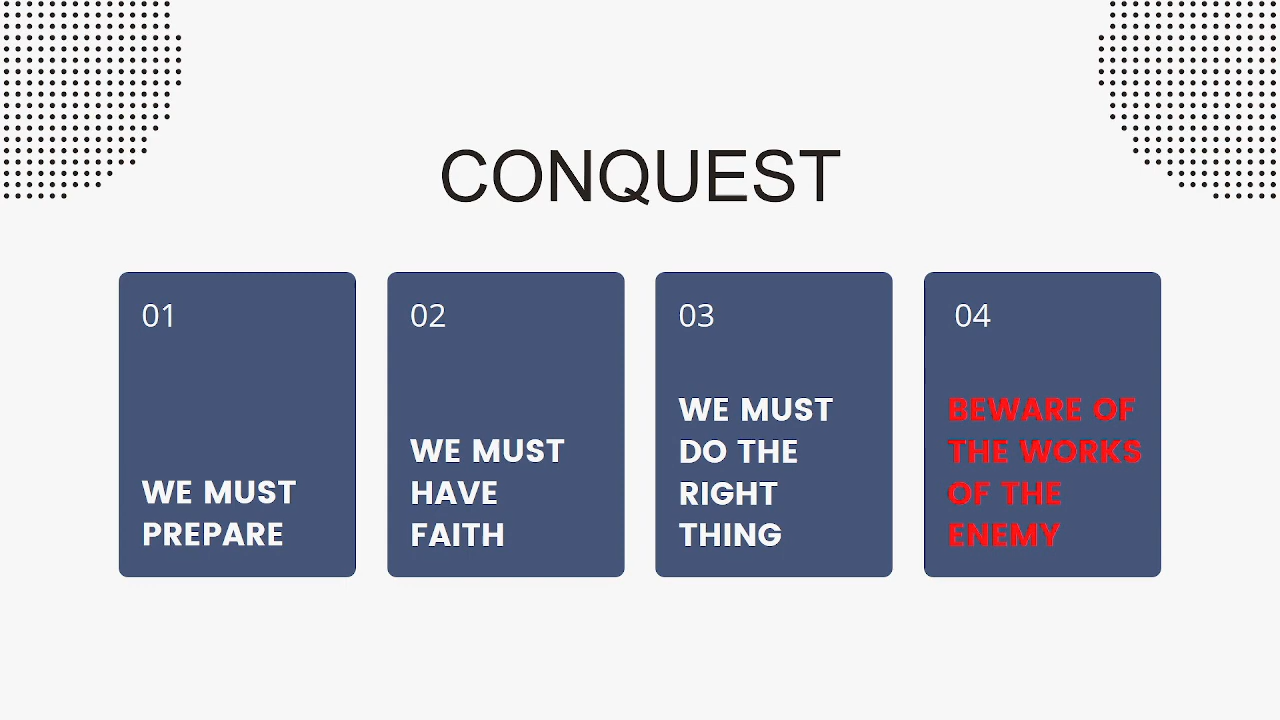 CONQUEST
01
WE MUST
PREPARE
02
WE MUST
HAVE
FAITH
03
WE MUST
DO THE
RIGHT
THING
04
BEWARE OF
THE WORKS
OF THE
ENEMY